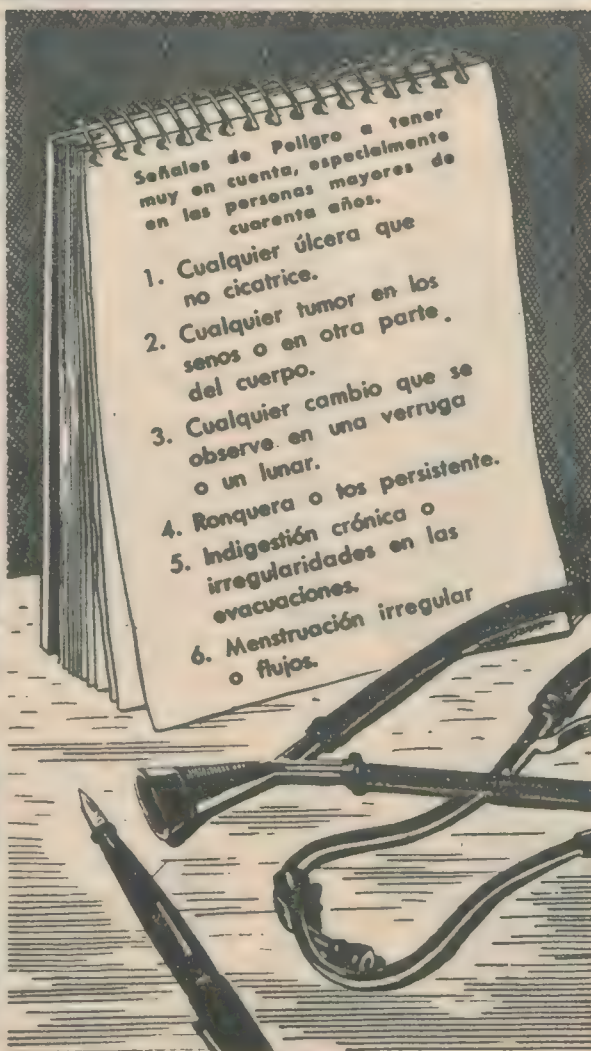 Señales de Peligro a tener
muy en cuenta, especialmente
en las personas mayores de
cuarenta años.
1. Cualquier úlcera que
no cicatrice.
2. Cualquier tumor en los
senos o en otra parte
del cuerpo.
3. Cualquier cambio que se
observe en una verruga
o un lunar.
4. Ronquera o tos persistente.
5. Indigestión crónica o
irregularidades en las
evacuaciones.
6. Menstruación irregular
o flujos.